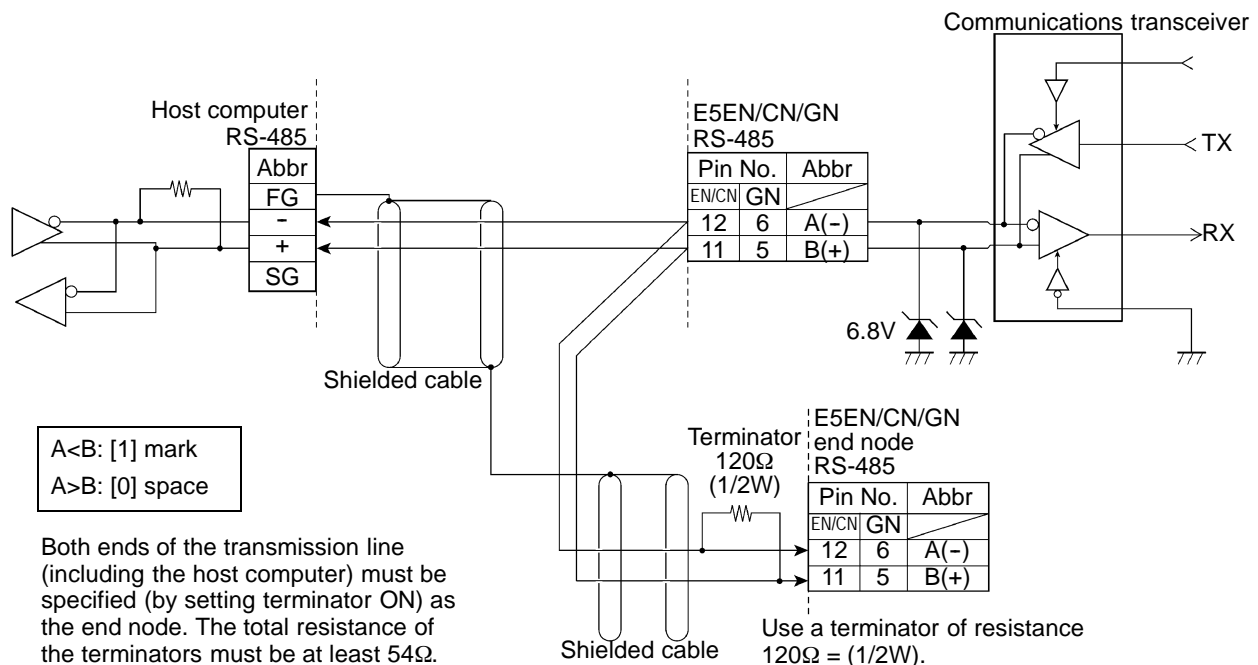 Communications transceiver
Host computer
RS-485
Abbr
FG
-
+
SG
E5EN/CN/GN
RS-485
Pin No. Abbr
EN/CN GN
12 6 A(-)
11 5 B(+)
TX
RX
6.8V
Shielded cable
A<B: [1] mark
A>B: [0] space
Terminator
120Ω
(1/2W)
E5EN/CN/GN
end node
RS-485
Pin No. Abbr
EN/CN GN
12 6 A(-)
11 5 B(+)
Both ends of the transmission line
(including the host computer) must be
specified (by setting terminator ON) as
the end node. The total resistance of
the terminators must be at least 54Ω.
Shielded cable
Use a terminator of resistance
120Ω = (1/2W).